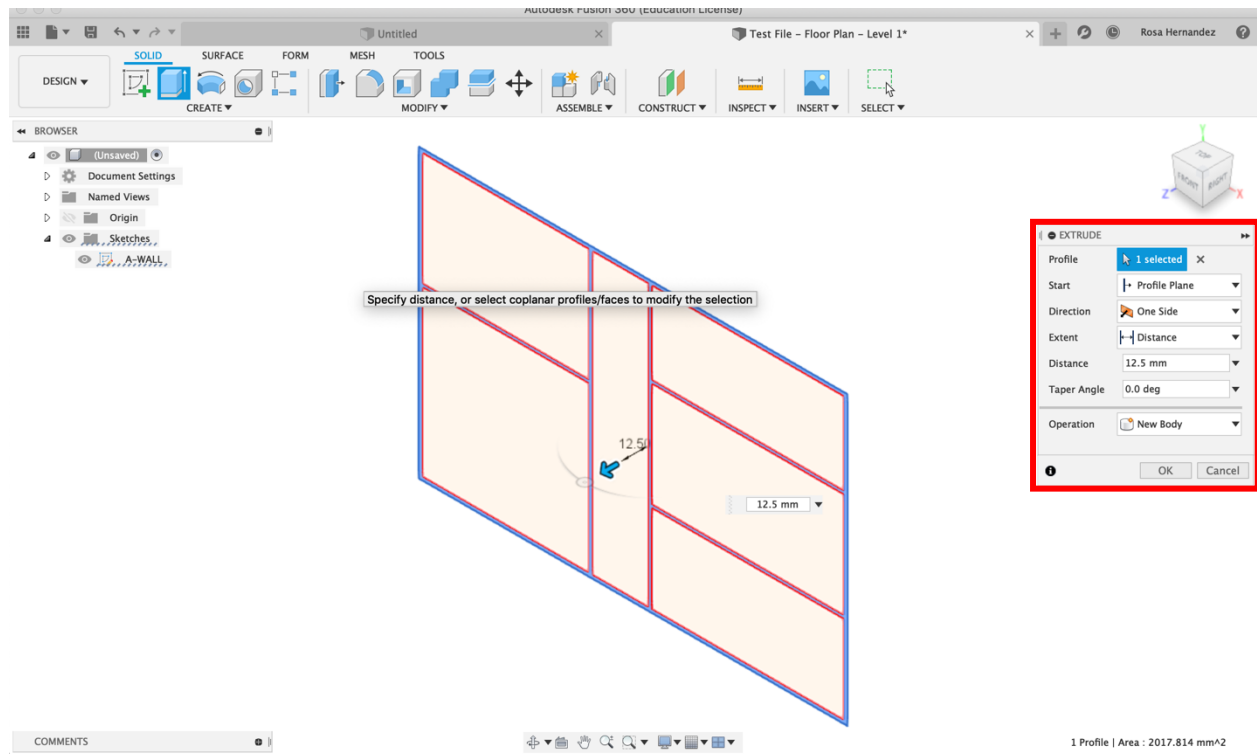 Autodesk Fusion 360 (Education License)
Untitled
Test File – Floor Plan – Level 1*
Rosa Hernandez
SOLID SURFACE FORM MESH TOOLS
DESIGN
CREATE MODIFY ASSEMBLE CONSTRUCT INSPECT INSERT SELECT
BROWSER
(Unsaved)
Document Settings
Named Views
Origin
Sketches
A-WALL
Y
TOP
FRONT
RIGHT
Z
X
EXTRUDE
Profile 1 selected
Start Profile Plane
Direction One Side
Extent Distance
Distance 12.5 mm
Taper Angle 0.0 deg
Operation New Body
OK Cancel
Specify distance, or select coplanar profiles/faces to modify the selection
12.50
12.5 mm
COMMENTS
1 Profile | Area : 2017.814 mm^2